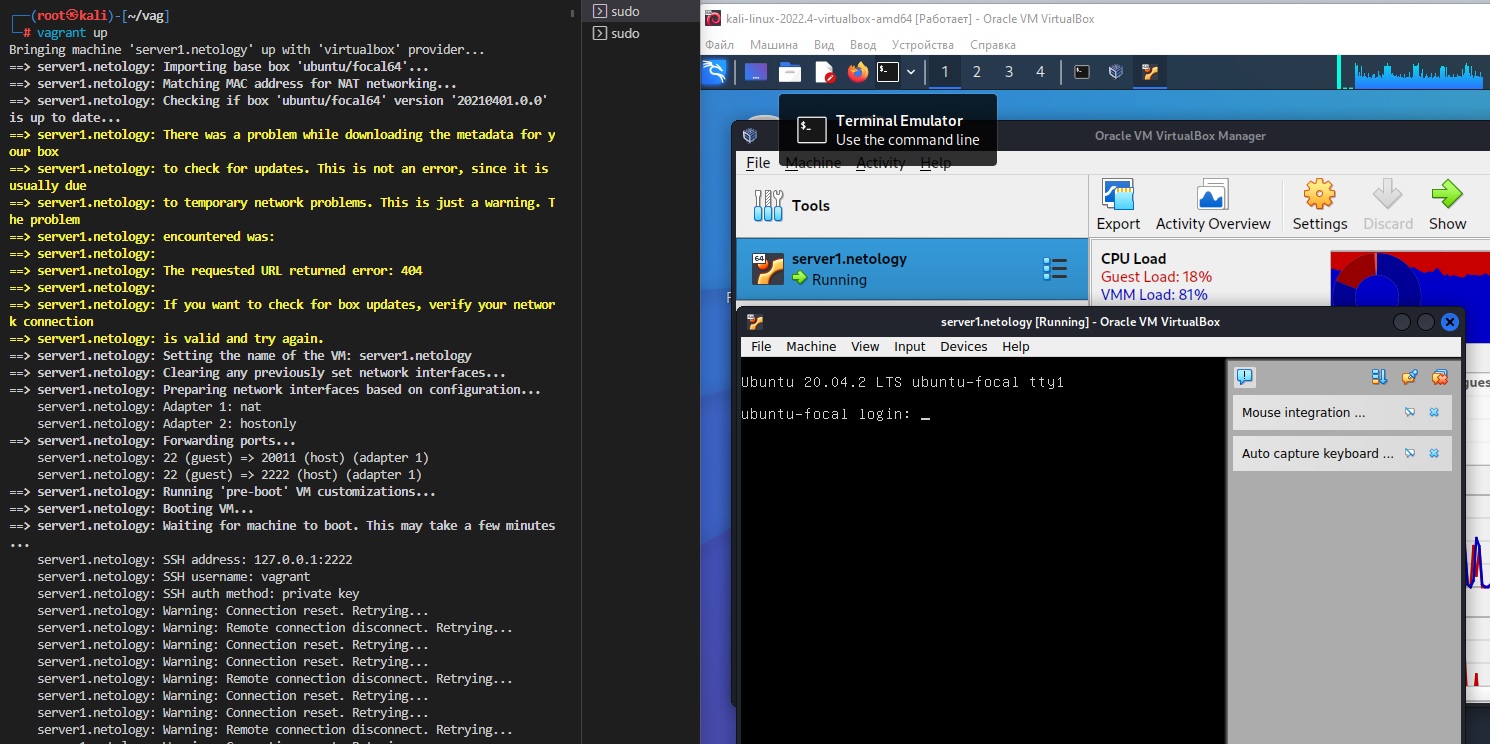 ┌──(root㉿kali)-[~/vag]
└─# vagrant up
Bringing machine 'server1.netology' up with 'virtualbox' provider...
==> server1.netology: Importing base box 'ubuntu/focal64'...
==> server1.netology: Matching MAC address for NAT networking...
==> server1.netology: Checking if box 'ubuntu/focal64' version '20210401.0.0'
is up to date...
==> server1.netology: There was a problem while downloading the metadata for y
our box
==> server1.netology: to check for updates. This is not an error, since it is
usually due
==> server1.netology: to temporary network problems. This is just a warning. T
he problem
==> server1.netology: encountered was:
==> server1.netology:
==> server1.netology: The requested URL returned error: 404
==> server1.netology:
==> server1.netology: If you want to check for box updates, verify your networ
k connection
==> server1.netology: is valid and try again.
==> server1.netology: Setting the name of the VM: server1.netology
==> server1.netology: Clearing any previously set network interfaces...
==> server1.netology: Preparing network interfaces based on configuration...
server1.netology: Adapter 1: nat
server1.netology: Adapter 2: hostonly
==> server1.netology: Forwarding ports...
server1.netology: 22 (guest) => 20011 (host) (adapter 1)
server1.netology: 22 (guest) => 2222 (host) (adapter 1)
==> server1.netology: Running 'pre-boot' VM customizations...
==> server1.netology: Booting VM...
==> server1.netology: Waiting for machine to boot. This may take a few minutes
...
server1.netology: SSH address: 127.0.0.1:2222
server1.netology: SSH username: vagrant
server1.netology: SSH auth method: private key
server1.netology: Warning: Connection reset. Retrying...
server1.netology: Warning: Remote connection disconnect. Retrying...
server1.netology: Warning: Connection reset. Retrying...
server1.netology: Warning: Connection reset. Retrying...
server1.netology: Warning: Remote connection disconnect. Retrying...
server1.netology: Warning: Connection reset. Retrying...
server1.netology: Warning: Connection reset. Retrying...
server1.netology: Warning: Remote connection disconnect. Retrying...
sudo
sudo
kali-linux-2022.4-virtualbox-amd64 [Работает] - Oracle VM VirtualBox
Файл Машина Вид Ввод Устройства Справка
1 2 3 4
Terminal Emulator
Use the command line
Oracle VM VirtualBox Manager
File Machine Activity Help
Tools
Export Activity Overview Settings Discard Show
64
server1.netology
Running
CPU Load
Guest Load: 18%
VMM Load: 81%
server1.netology [Running] - Oracle VM VirtualBox
File Machine View Input Devices Help
Ubuntu 20.04.2 LTS ubuntu-focal tty1
ubuntu-focal login: _
Mouse integration ...
Auto capture keyboard ...